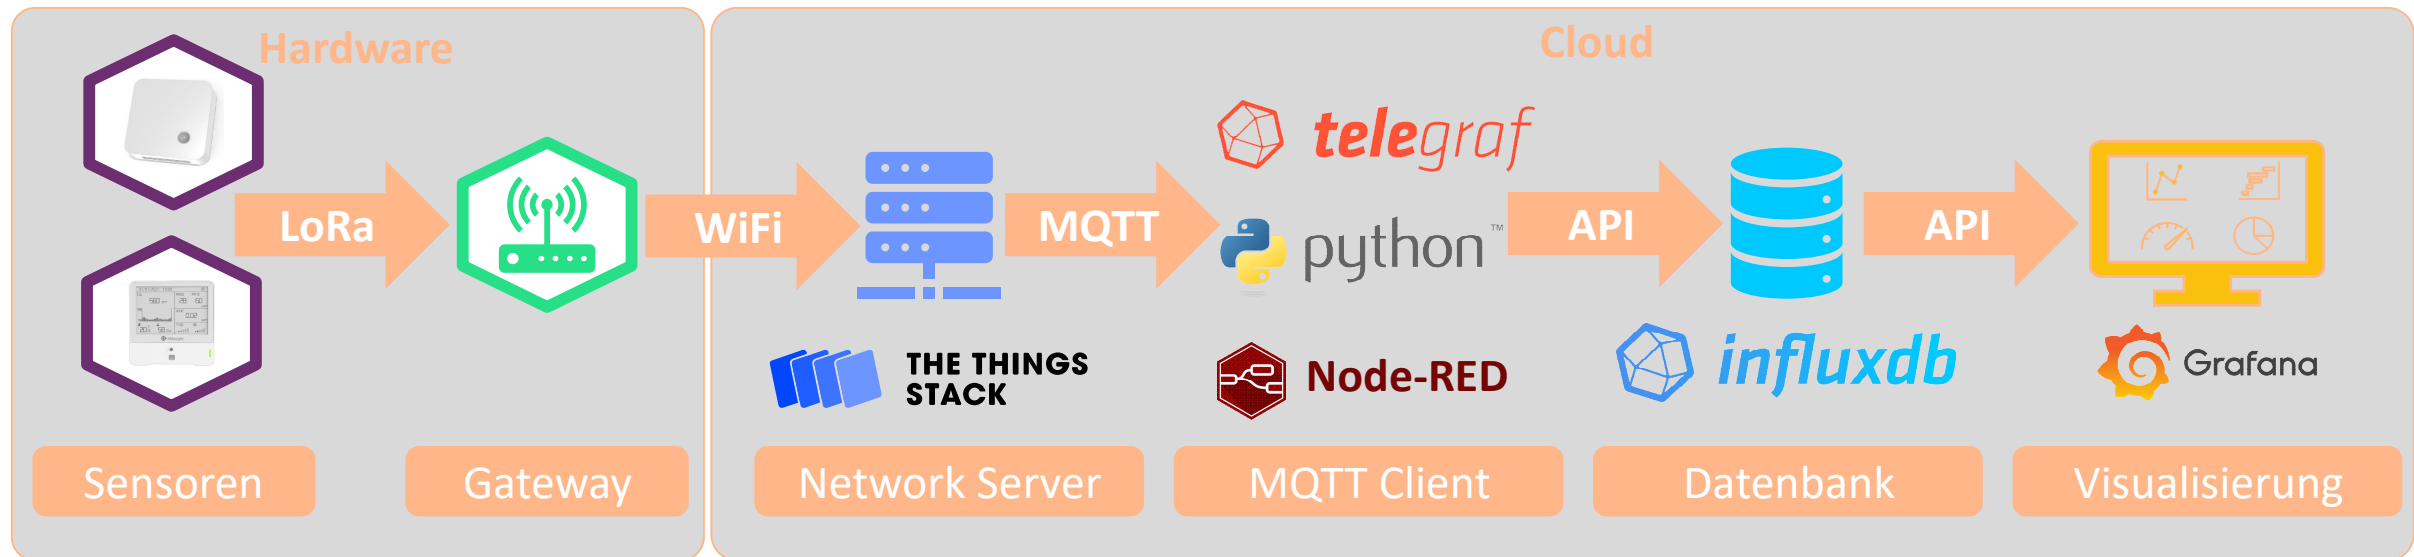 Hardware
Cloud
LoRa
WiFi
MQTT
telegraf
python™
Node-RED
API
API
THE THINGS
STACK
influxdb
Grafana
Sensoren
Gateway
Network Server
MQTT Client
Datenbank
Visualisierung